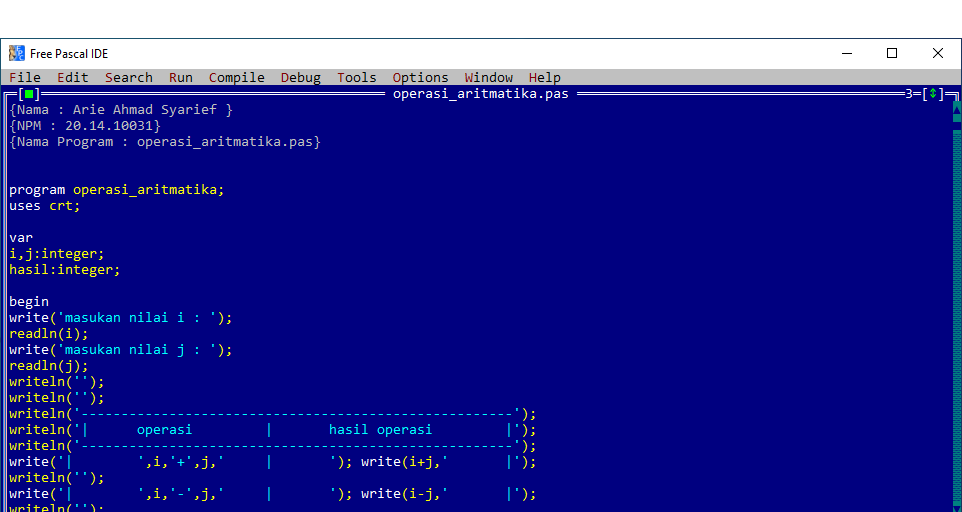 Free Pascal IDE
File Edit Search Run Compile Debug Tools Options Window Help
[■] operasi_aritmatika.pas 3=[↕]
{Nama : Arie Ahmad Syarief }
{NPM : 20.14.10031}
{Nama Program : operasi_aritmatika.pas}
program operasi_aritmatika;
uses crt;
var
i,j:integer;
hasil:integer;
begin
write('masukan nilai i : ');
readln(i);
write('masukan nilai j : ');
readln(j);
writeln('');
writeln('');
writeln('------------------------------------------------------');
writeln('|      operasi         |       hasil operasi         |');
writeln('------------------------------------------------------');
write('|        ',i,'+',j,'     |       '); write(i+j,'       |');
writeln('');
write('|        ',i,'-',j,'     |       '); write(i-j,'       |');
writeln('');